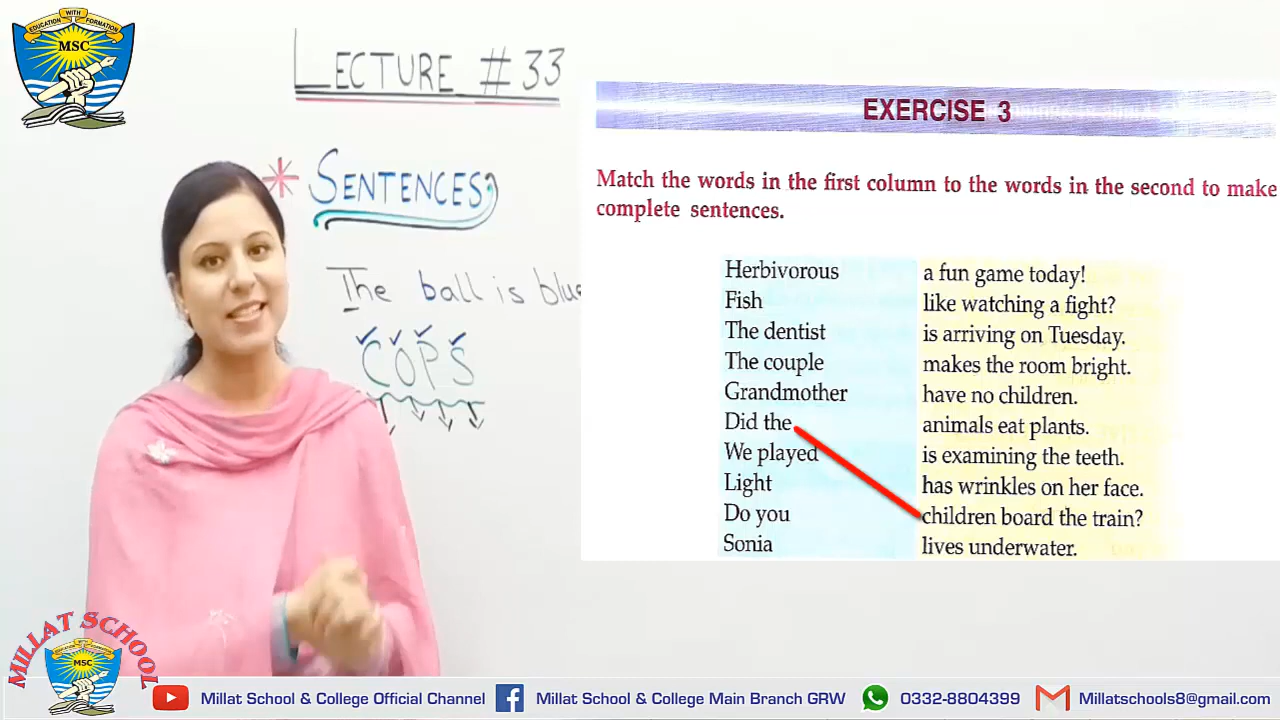 EDUCATION WITH FORMATION
MSC
LECTURE # 33
* SENTENCES
The ball is blue
COPS
EXERCISE 3
Match the words in the first column to the words in the second to make
complete sentences.
Herbivorous a fun game today!
Fish like watching a fight?
The dentist is arriving on Tuesday.
The couple makes the room bright.
Grandmother have no children.
Did the animals eat plants.
We played is examining the teeth.
Light has wrinkles on her face.
Do you children board the train?
Sonia lives underwater.
MILLAT SCHOOL
MSC
Millat School & College Official Channel Millat School & College Main Branch GRW 0332-8804399 Millatschools8@gmail.com